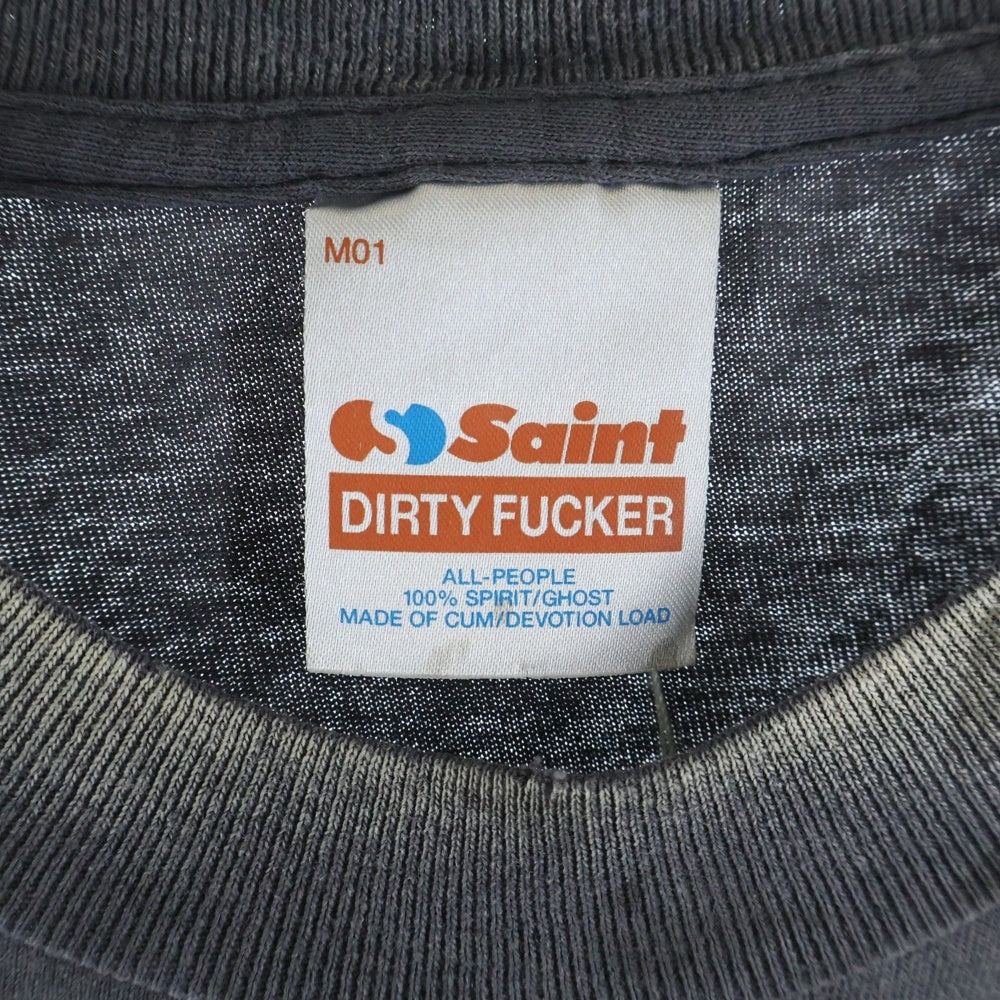 M01
Saint
DIRTY FUCKER
ALL-PEOPLE
100% SPIRIT/GHOST
MADE OF CUM/DEVOTION LOAD